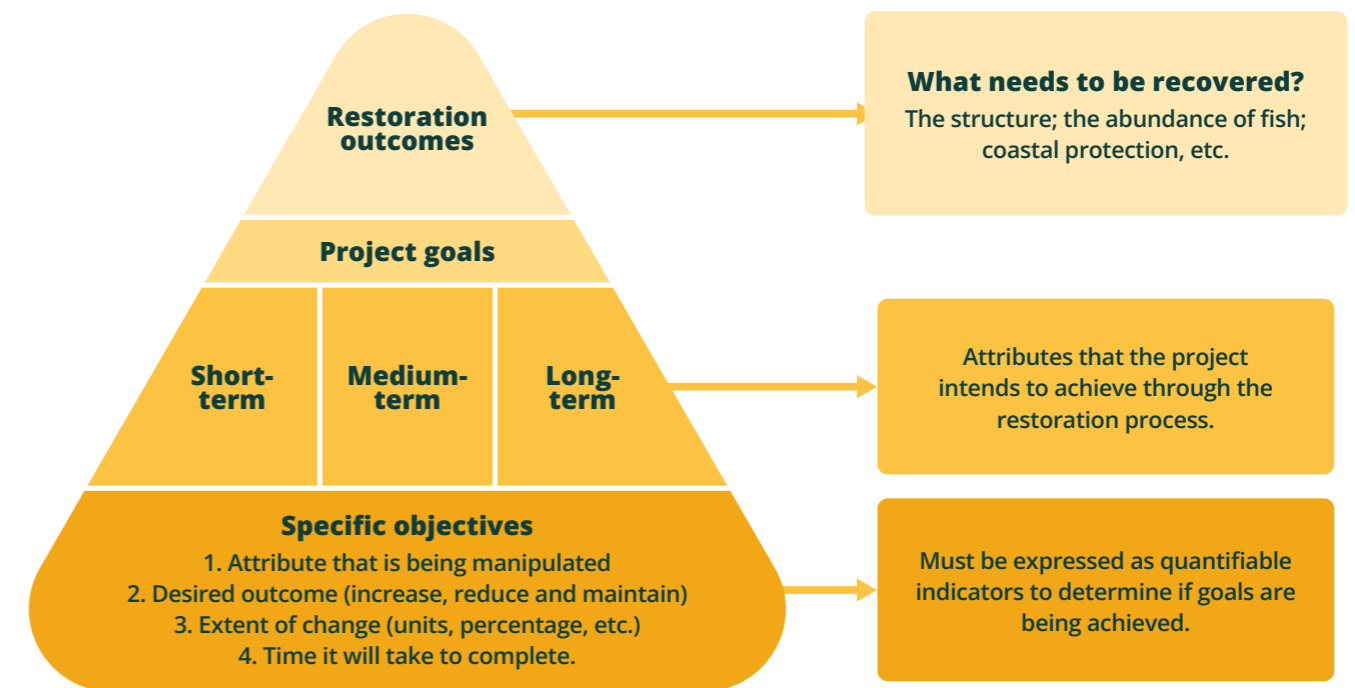 Restoration
outcomes
What needs to be recovered?
The structure; the abundance of fish;
coastal protection, etc.
Project goals
Short-
term
Medium-
term
Long-
term
Attributes that the project
intends to achieve through the
restoration process.
Specific objectives
1. Attribute that is being manipulated
2. Desired outcome (increase, reduce and maintain)
3. Extent of change (units, percentage, etc.)
4. Time it will take to complete.
Must be expressed as quantifiable
indicators to determine if goals are
being achieved.